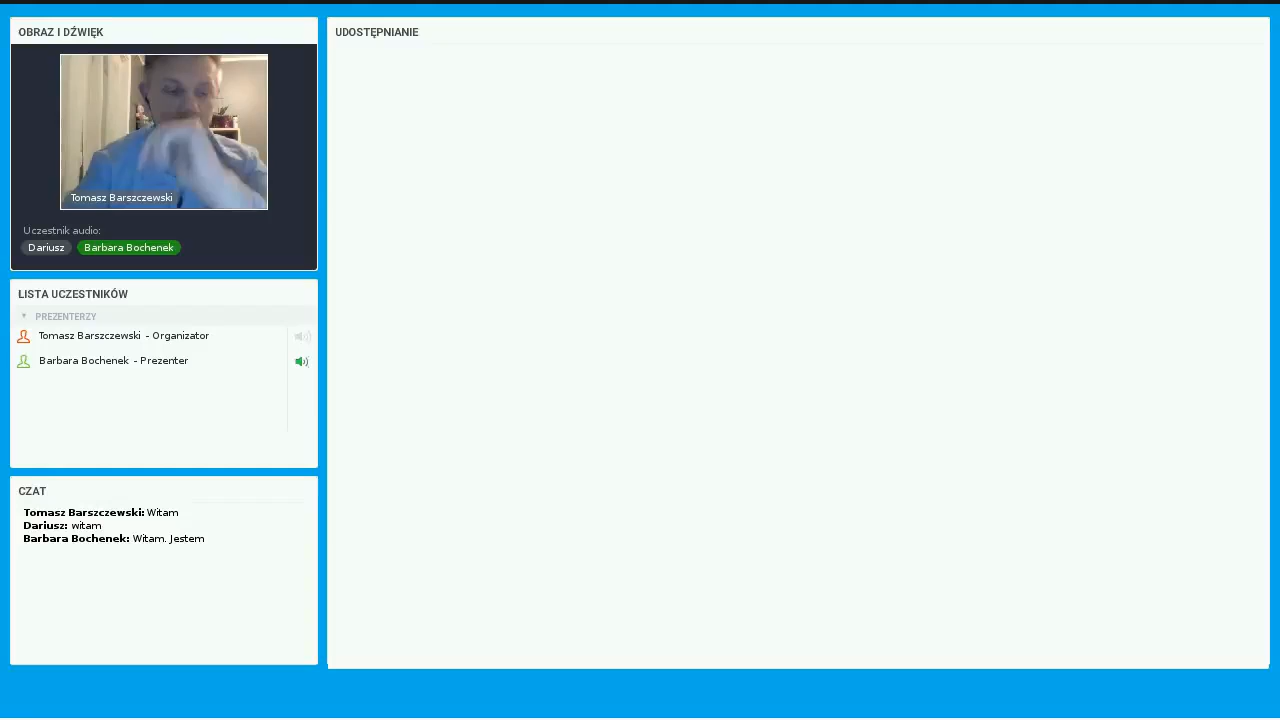 OBRAZ I DŹWIĘK
Tomasz Barszczewski
Uczestnik audio:
Dariusz Barbara Bochenek
LISTA UCZESTNIKÓW
PREZENTERZY
Tomasz Barszczewski - Organizator
Barbara Bochenek - Prezenter
CZAT
Tomasz Barszczewski: Witam
Dariusz: witam
Barbara Bochenek: Witam. Jestem
UDOSTĘPNIANIE